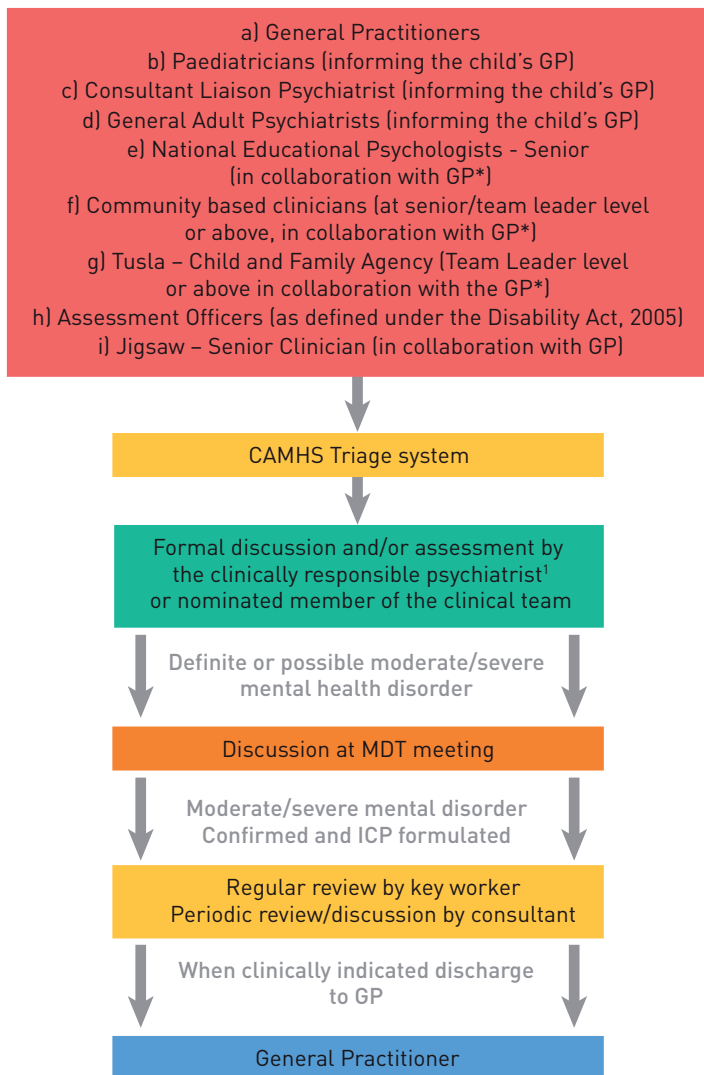 a) General Practitioners
b) Paediatricians (informing the child’s GP)
c) Consultant Liaison Psychiatrist (informing the child’s GP)
d) General Adult Psychiatrists (informing the child’s GP)
e) National Educational Psychologists - Senior
(in collaboration with GP*)
f) Community based clinicians (at senior/team leader level
or above, in collaboration with GP*)
g) Tusla – Child and Family Agency (Team Leader level
or above in collaboration with the GP*)
h) Assessment Officers (as defined under the Disability Act, 2005)
i) Jigsaw – Senior Clinician (in collaboration with GP)
CAMHS Triage system
Formal discussion and/or assessment by
the clinically responsible psychiatrist¹
or nominated member of the clinical team
Definite or possible moderate/severe
mental health disorder
Discussion at MDT meeting
Moderate/severe mental disorder
Confirmed and ICP formulated
Regular review by key worker
Periodic review/discussion by consultant
When clinically indicated discharge
to GP
General Practitioner